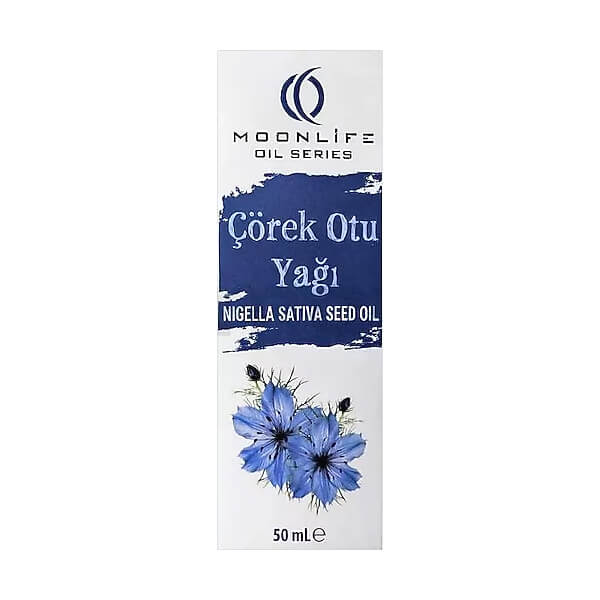 MOONLİFE
OIL SERIES
Çörek Otu
Yağı
NIGELLA SATIVA SEED OIL
50 mL e